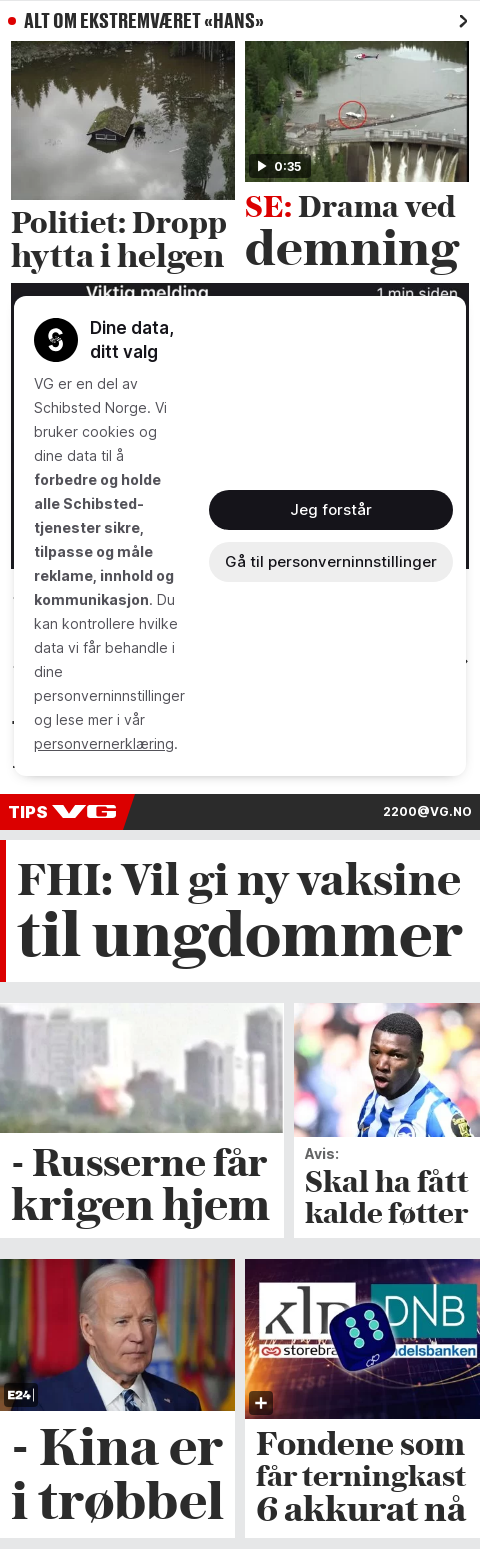 ALT OM EKSTREMVÆRET «HANS»
0:35
Politiet: Dropp
hytta i helgen
SE: Drama ved
demning
Viktig melding
1 min siden
Dine data,
ditt valg
VG er en del av
Schibsted Norge. Vi
bruker cookies og
dine data til å
forbedre og holde
alle Schibsted-
tjenester sikre,
tilpasse og måle
reklame, innhold og
kommunikasjon. Du
kan kontrollere hvilke
data vi får behandle i
dine
personverninnstillinger
og lese mer i vår
personvernerklæring.
Jeg forstår
Gå til personverninnstillinger
TIPS VG
2200@VG.NO
FHI: Vil gi ny vaksine
til ungdommer
- Russerne får
krigen hjem
Avis:
Skal ha fått
kalde føtter
E24
- Kina er
i trøbbel
klp
DNB
storebra
ndelsbanken
Fondene som
får terningkast
6 akkurat nå